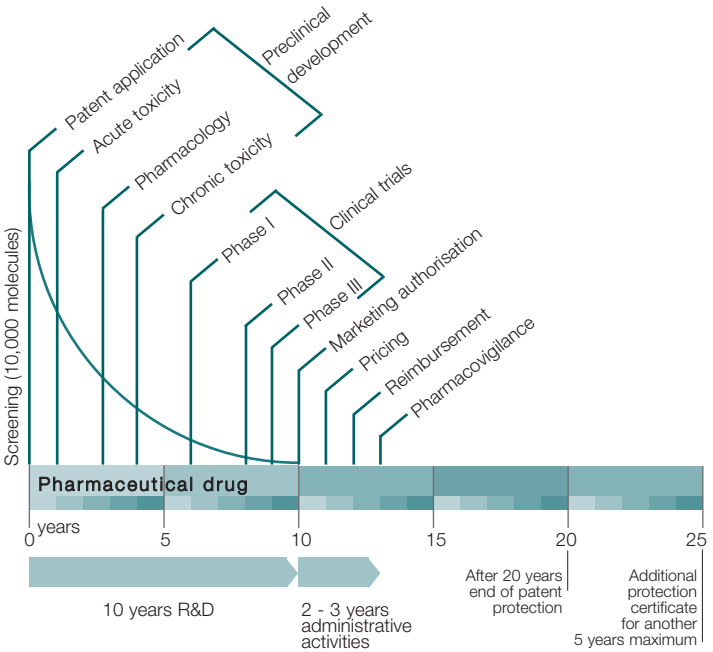 Patent application
Acute toxicity
Pharmacology
Chronic toxicity
Preclinical
development
Phase I
Phase II
Phase III
Clinical trials
Marketing authorisation
Pricing
Reimbursement
Pharmacovigilance
Screening (10,000 molecules)
Pharmaceutical drug
years
0 5 10 15 20 25
10 years R&D
2 - 3 years
administrative
activities
After 20 years
end of patent
protection
Additional
protection
certificate
for another
5 years maximum